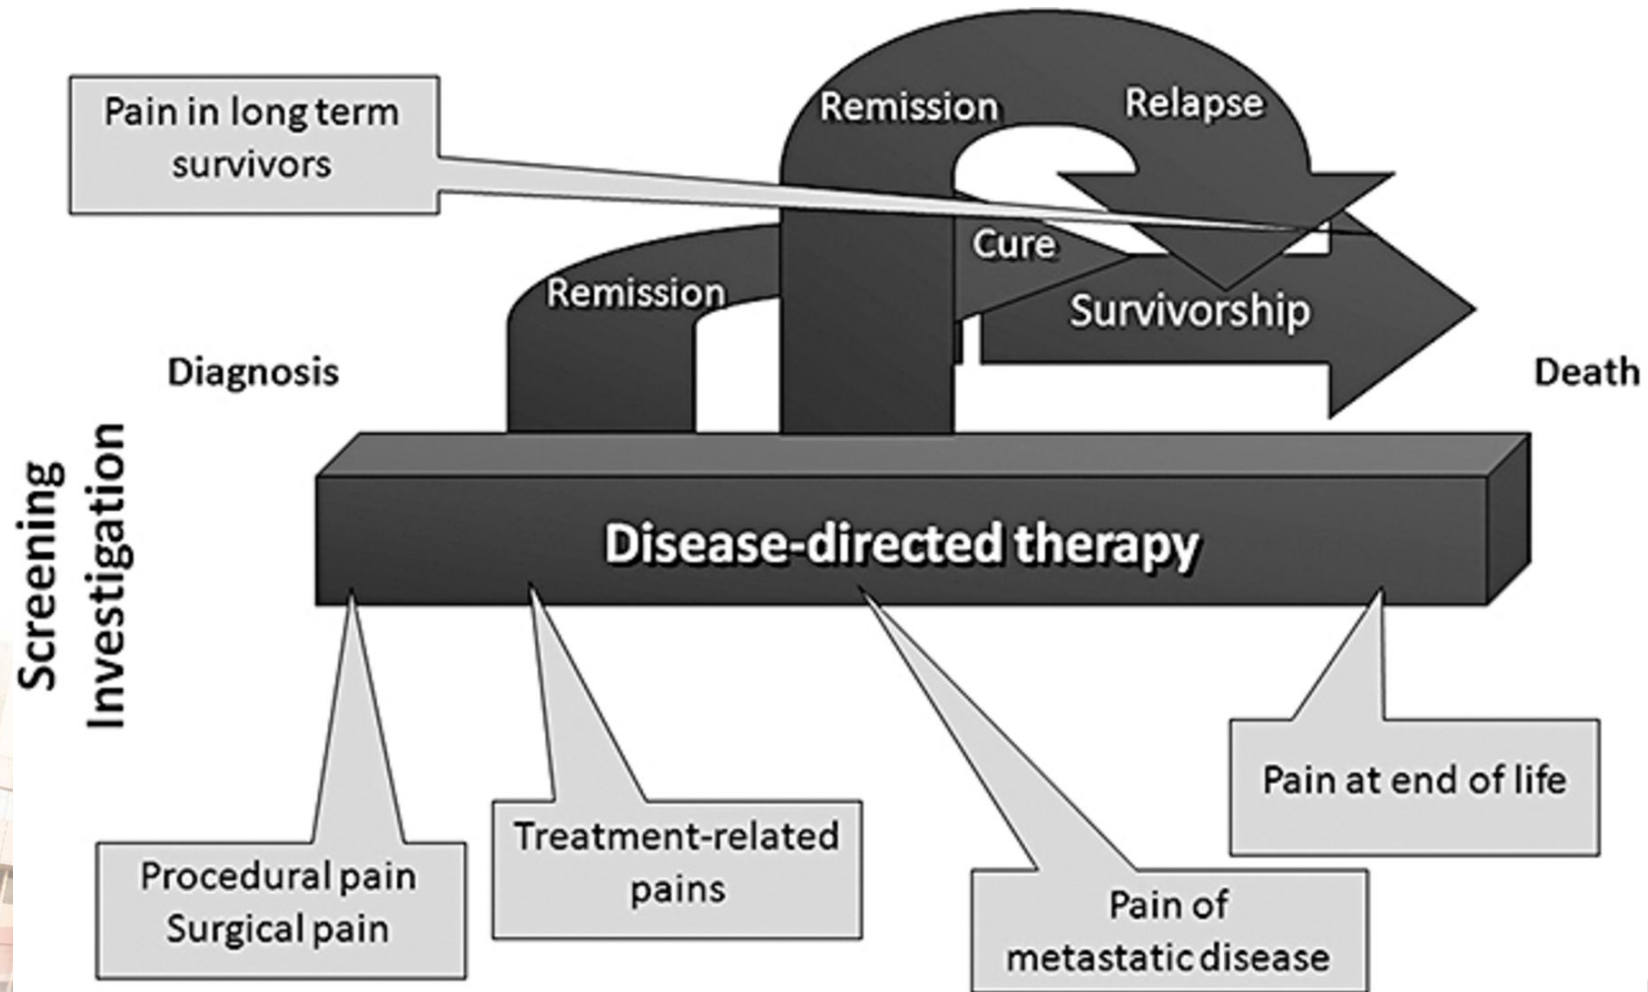 Pain in long term
survivors
Remission
Relapse
Cure
Remission
Survivorship
Diagnosis
Death
Screening
Investigation
Disease-directed therapy
Procedural pain
Surgical pain
Treatment-related
pains
Pain of
metastatic disease
Pain at end of life